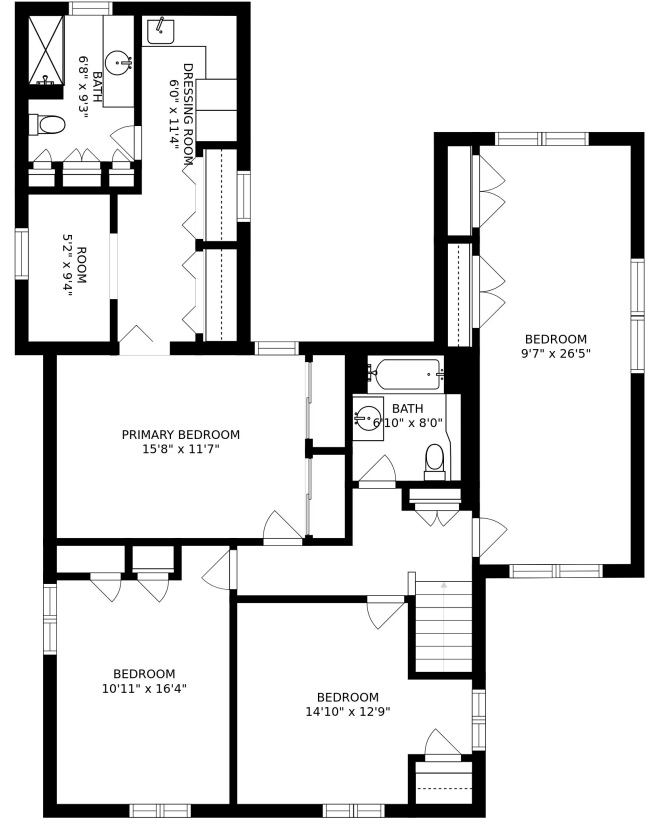 BATH
6'8" x 9'3"
DRESSING ROOM
6'0" x 11'4"
ROOM
5'2" x 9'4"
BEDROOM
9'7" x 26'5"
BATH
6'10" x 8'0"
PRIMARY BEDROOM
15'8" x 11'7"
BEDROOM
10'11" x 16'4"
BEDROOM
14'10" x 12'9"